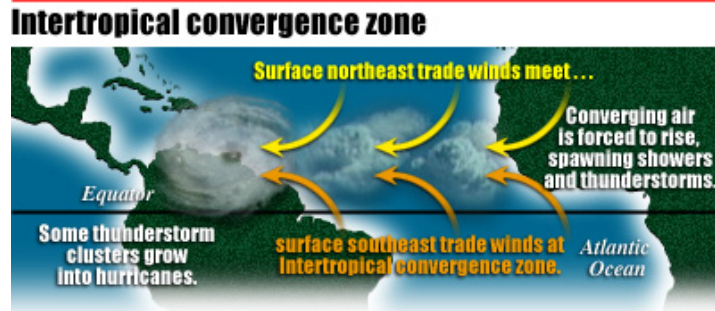 Intertropical convergence zone
Surface northeast trade winds meet . . .
Converging air
is forced to rise,
spawning showers
and thunderstorms.
Equator
Some thunderstorm
clusters grow
into hurricanes.
surface southeast trade winds at
Intertropical convergence zone.
Atlantic
Ocean